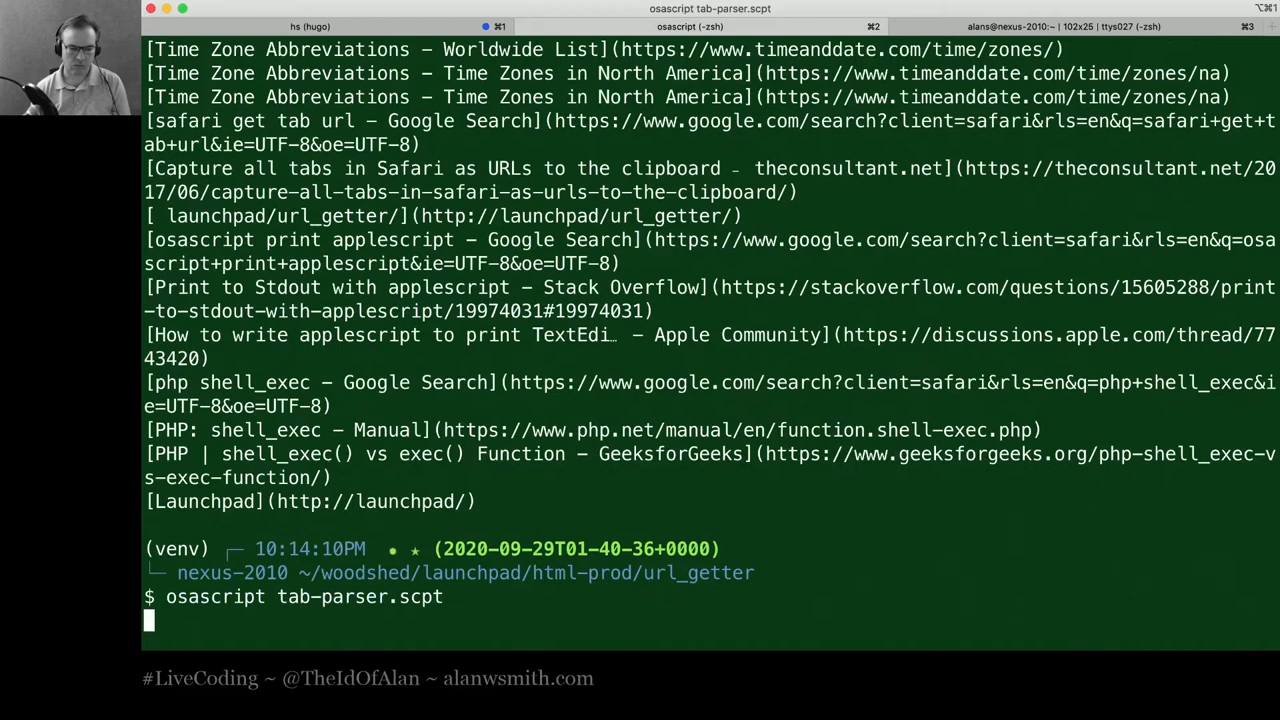 osascript tab-parser.scpt
⌥⌘1
hs (hugo) ⌘1 osascript (-zsh) ⌘2 alans@nexus-2010:~ | 102x25 | ttys027 (-zsh) ⌘3 +
[Time Zone Abbreviations – Worldwide List](https://www.timeanddate.com/time/zones/)
[Time Zone Abbreviations – Time Zones in North America](https://www.timeanddate.com/time/zones/na)
[Time Zone Abbreviations – Time Zones in North America](https://www.timeanddate.com/time/zones/na)
[safari get tab url - Google Search](https://www.google.com/search?client=safari&rls=en&q=safari+get+t
ab+url&ie=UTF-8&oe=UTF-8)
[Capture all tabs in Safari as URLs to the clipboard – theconsultant.net](https://theconsultant.net/20
17/06/capture-all-tabs-in-safari-as-urls-to-the-clipboard/)
[ launchpad/url_getter/](http://launchpad/url_getter/)
[osascript print applescript - Google Search](https://www.google.com/search?client=safari&rls=en&q=osa
script+print+applescript&ie=UTF-8&oe=UTF-8)
[Print to Stdout with applescript - Stack Overflow](https://stackoverflow.com/questions/15605288/print
-to-stdout-with-applescript/19974031#19974031)
[How to write applescript to print TextEdi… - Apple Community](https://discussions.apple.com/thread/77
43420)
[php shell_exec - Google Search](https://www.google.com/search?client=safari&rls=en&q=php+shell_exec&i
e=UTF-8&oe=UTF-8)
[PHP: shell_exec - Manual](https://www.php.net/manual/en/function.shell-exec.php)
[PHP | shell_exec() vs exec() Function - GeeksforGeeks](https://www.geeksforgeeks.org/php-shell_exec-v
s-exec-function/)
[Launchpad](http://launchpad/)
(venv) ┌─ 10:14:10PM ● ★ (2020-09-29T01-40-36+0000)
└─ nexus-2010 ~/woodshed/launchpad/html-prod/url_getter
$ osascript tab-parser.scpt
#LiveCoding ~ @TheIdOfAlan ~ alanwsmith.com